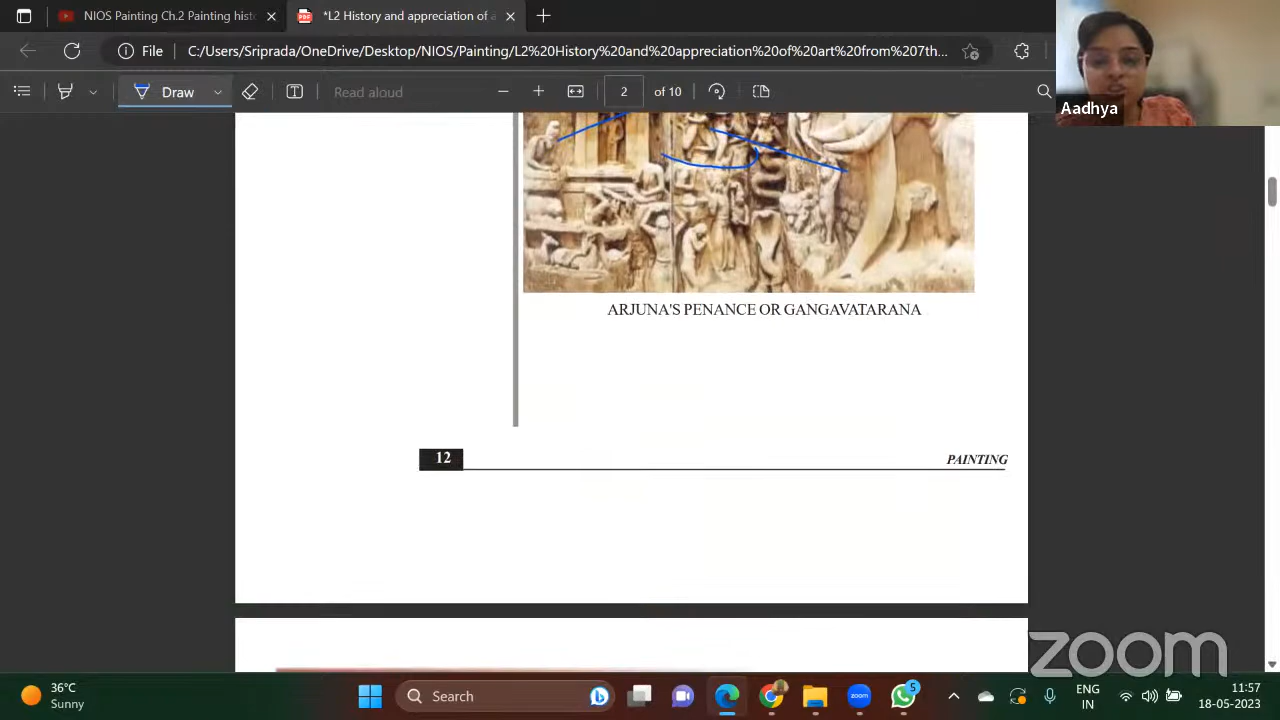 NIOS Painting Ch.2 Painting hist
*L2 History and appreciation of a
File
C:/Users/Sriprada/OneDrive/Desktop/NIOS/Painting/L2%20History%20and%20appreciation%20of%20art%20from%207th...
Draw
Read aloud
2
of 10
Aadhya
ARJUNA'S PENANCE OR GANGAVATARANA
12
PAINTING
zoom
36°C
Sunny
Search
zoom
5
ENG
IN
11:57
18-05-2023